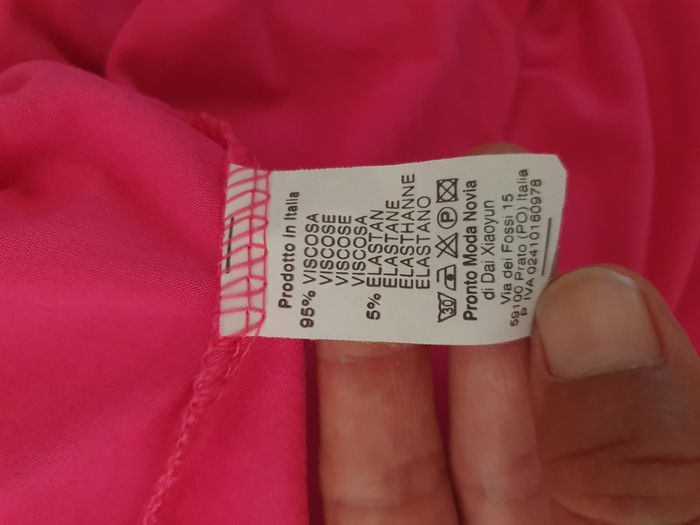 Prodotto in Italia
95% VISCOSA
VISCOSE
VISCOSE
VISCOSA
5% ELASTAN
ELASTANE
ELASTHANNE
ELASTANO
30 P
Pronto Moda Novia
di Dai Xiaoyun
Via dei Fossi 15
59100 Prato (PO) Italia
P. IVA 02410160978